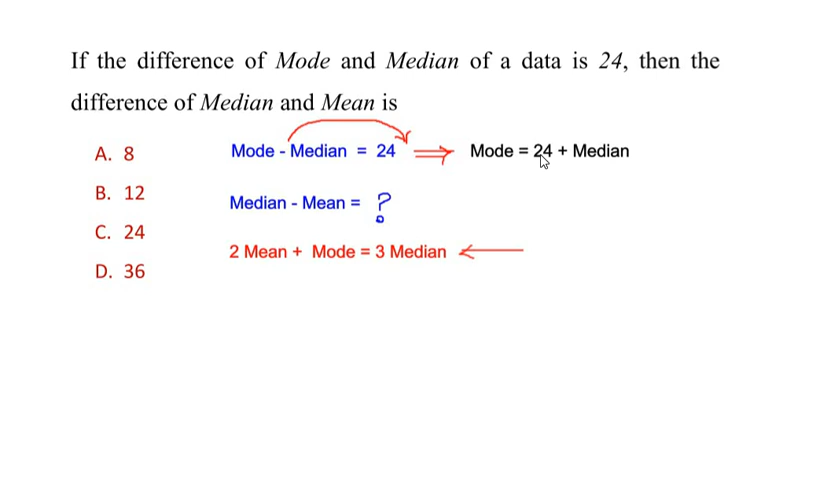 If the difference of Mode and Median of a data is 24, then the
difference of Median and Mean is
A. 8
Mode - Median = 24 ⟹ Mode = 24 + Median
B. 12
Median - Mean = ?
C. 24
2 Mean + Mode = 3 Median ←
D. 36